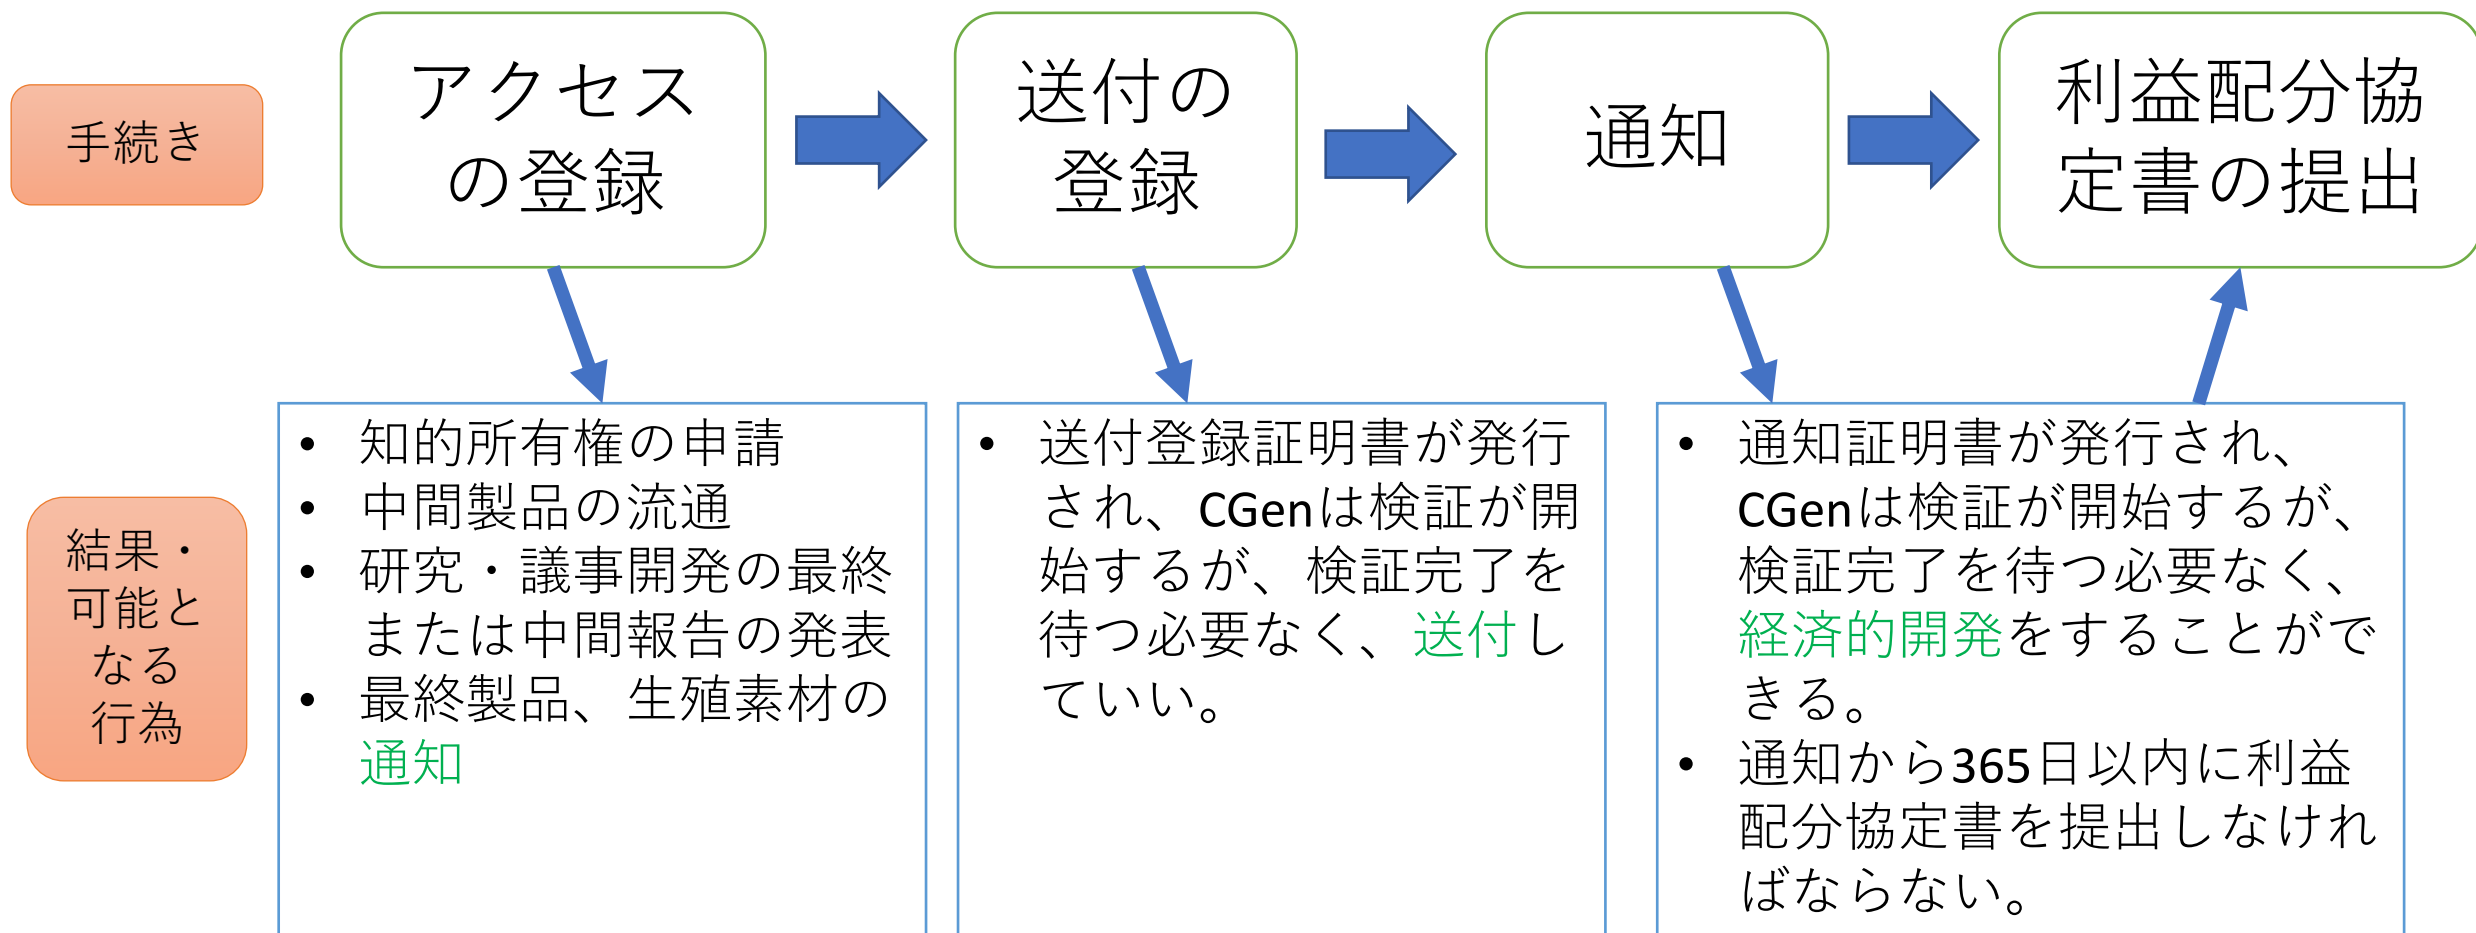 手続き
アクセス
の登録
送付の
登録
通知
利益配分協
定書の提出
結果・
可能と
なる
行為
• 知的所有権の申請
• 中間製品の流通
• 研究・議事開発の最終
または中間報告の発表
• 最終製品、生殖素材の
通知
• 送付登録証明書が発行
され、CGenは検証が開
始するが、検証完了を
待つ必要なく、送付し
ていい。
• 通知証明書が発行され、
CGenは検証が開始するが、
検証完了を待つ必要なく、
経済的開発をすることがで
きる。
• 通知から365日以内に利益
配分協定書を提出しなけれ
ばならない。